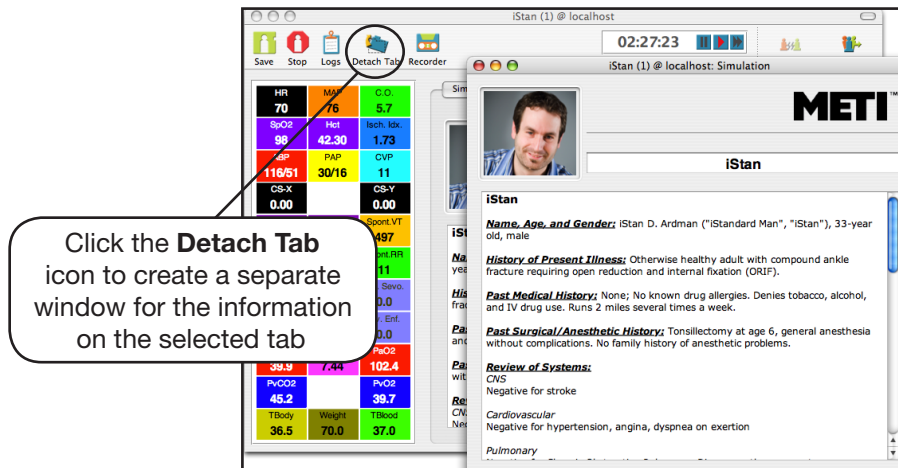 iStan (1) @ localhost
Save Stop Logs Detach Tab Recorder
02:27:23
iStan (1) @ localhost: Simulation
METI™
iStan
HR MAP C.O.
70 76 5.7
SpO2 Hct Isch. Idx.
98 42.30 1.73
PAP CVP
116/51 30/16 11
CS-X CS-Y
0.00 0.00
Spont.VT
497
11
Sevo.
0.0
Enf.
0.0
PaO2
39.9 7.44 102.4
PvCO2 PvO2
45.2 39.7
TBody Weight TBlood
36.5 70.0 37.0
Click the Detach Tab
icon to create a separate
window for the information
on the selected tab
iStan
Name, Age, and Gender: iStan D. Ardman ("iStandard Man", "iStan"), 33-year
old, male
History of Present Illness: Otherwise healthy adult with compound ankle
fracture requiring open reduction and internal fixation (ORIF).
Past Medical History: None; No known drug allergies. Denies tobacco, alcohol,
and IV drug use. Runs 2 miles several times a week.
Past Surgical/Anesthetic History: Tonsillectomy at age 6, general anesthesia
without complications. No family history of anesthetic problems.
Review of Systems:
CNS
Negative for stroke
Cardiovascular
Negative for hypertension, angina, dyspnea on exertion
Pulmonary